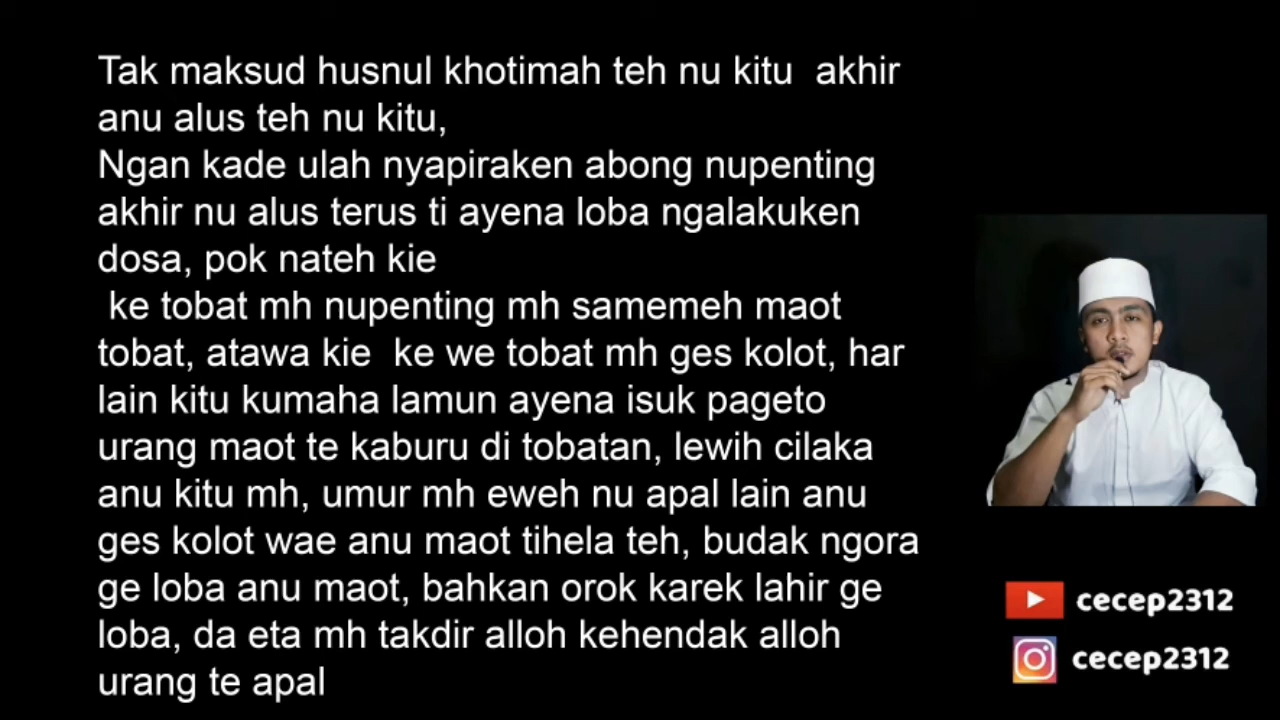 Tak maksud husnul khotimah teh nu kitu  akhir
anu alus teh nu kitu,
Ngan kade ulah nyapiraken abong nupenting
akhir nu alus terus ti ayena loba ngalakuken
dosa, pok nateh kie
ke tobat mh nupenting mh samemeh maot
tobat, atawa kie  ke we tobat mh ges kolot, har
lain kitu kumaha lamun ayena isuk pageto
urang maot te kaburu di tobatan, lewih cilaka
anu kitu mh, umur mh eweh nu apal lain anu
ges kolot wae anu maot tihela teh, budak ngora
ge loba anu maot, bahkan orok karek lahir ge
loba, da eta mh takdir alloh kehendak alloh
urang te apal
cecep2312
cecep2312